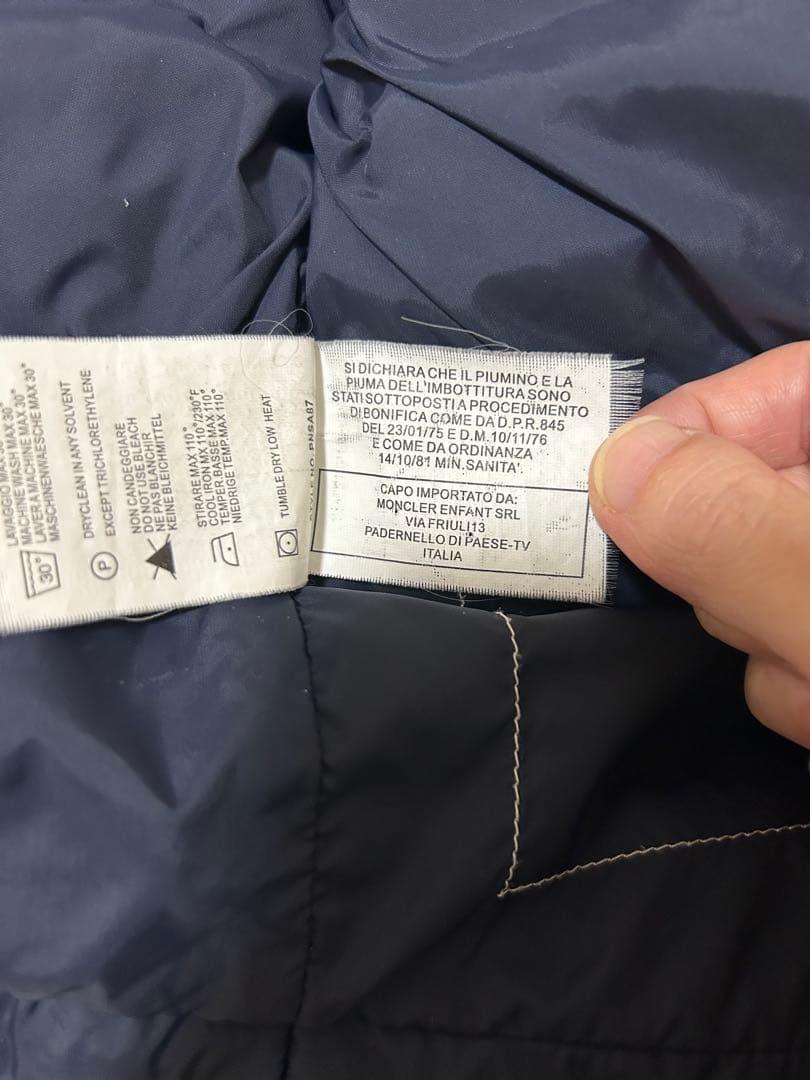 LAVAGGIO MAX 30°
MACHINE WASH MAX 30°
LAVER A MACHINE MAX 30°
MASCHINENWAESCHE MAX 30°
30°
DRYCLEAN IN ANY SOLVENT
EXCEPT TRICHLORETHYLENE
P
NON CANDEGGIARE
DO NOT USE BLEACH
NE PAS BLANCHIR
KEINE BLEICHMITTEL
STIRARE MAX 110°
COOL IRON MX 110°/230°F
TEMPER.BASSE MAX 110°
NIEDRIGE TEMP.MAX 110°
TUMBLE DRY LOW HEAT
STYLE NO. PNSA87
SI DICHIARA CHE IL PIUMINO E LA
PIUMA DELL'IMBOTTITURA SONO
STATI SOTTOPOSTI A PROCEDIMENTO
DI BONIFICA COME DA D.P.R.845
DEL 23/01/75 E D.M.10/11/76
E COME DA ORDINANZA
14/10/81 MIN.SANITA'.
CAPO IMPORTATO DA:
MONCLER ENFANT SRL
VIA FRIULI13
PADERNELLO DI PAESE-TV
ITALIA